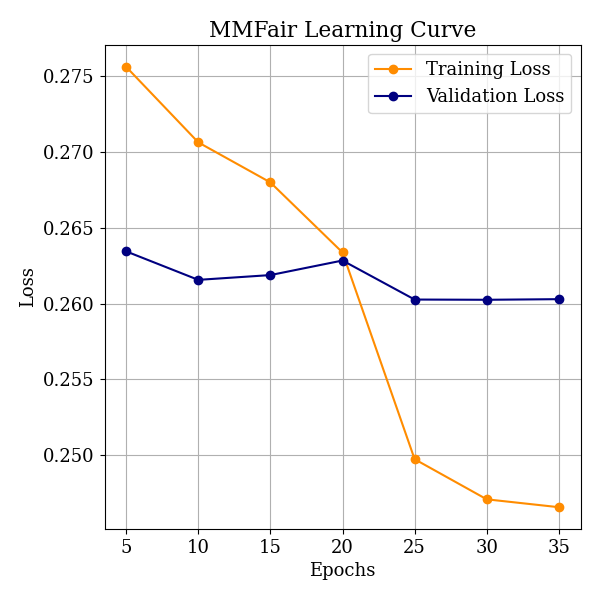 MMFair Learning Curve
Training Loss
Validation Loss
0.275
0.270
0.265
0.260
0.255
0.250
Loss
5 10 15 20 25 30 35
Epochs